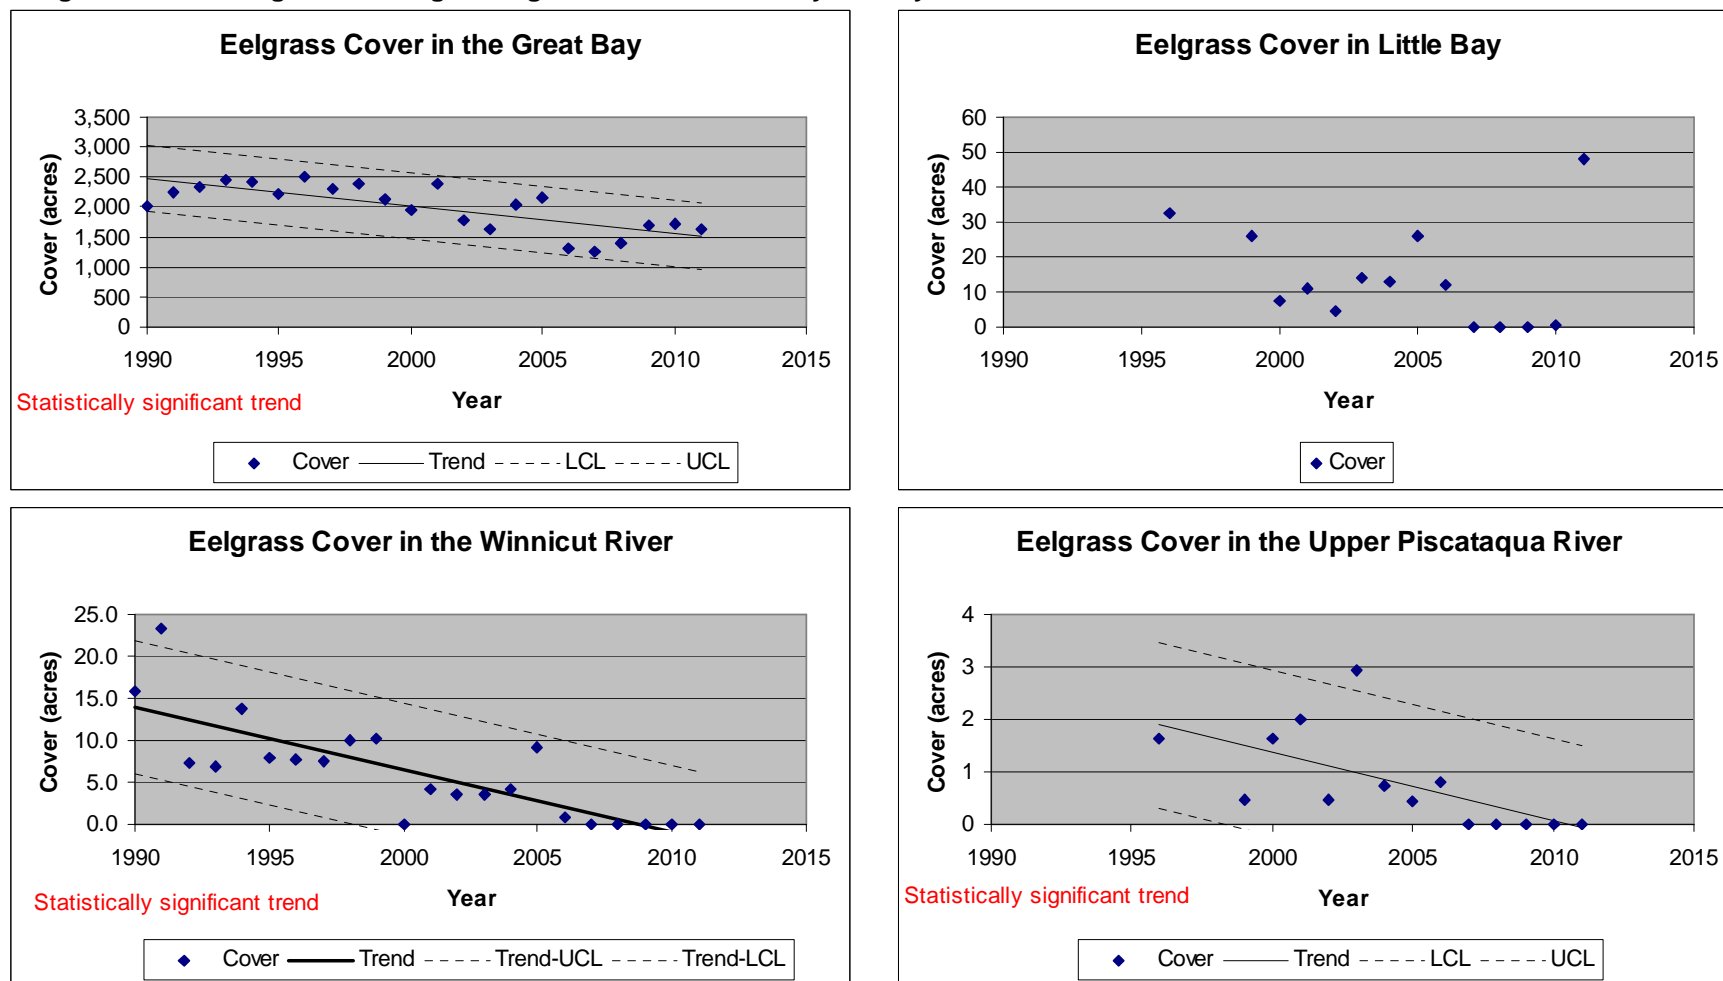 Eelgrass Cover in the Great Bay
3,500
3,000
2,500
2,000
1,500
1,000
500
0
Cover (acres)
1990 1995 2000 2005 2010 2015
Year
Statistically significant trend
Cover Trend LCL UCL
Eelgrass Cover in Little Bay
60
50
40
30
20
10
0
Cover (acres)
1990 1995 2000 2005 2010 2015
Year
Cover
Eelgrass Cover in the Winnicut River
25.0
20.0
15.0
10.0
5.0
0.0
Cover (acres)
1990 1995 2000 2005 2010 2015
Year
Statistically significant trend
Cover Trend Trend-UCL Trend-LCL
Eelgrass Cover in the Upper Piscataqua River
4
3
2
1
0
Cover (acres)
1990 1995 2000 2005 2010 2015
Year
Statistically significant trend
Cover Trend LCL UCL